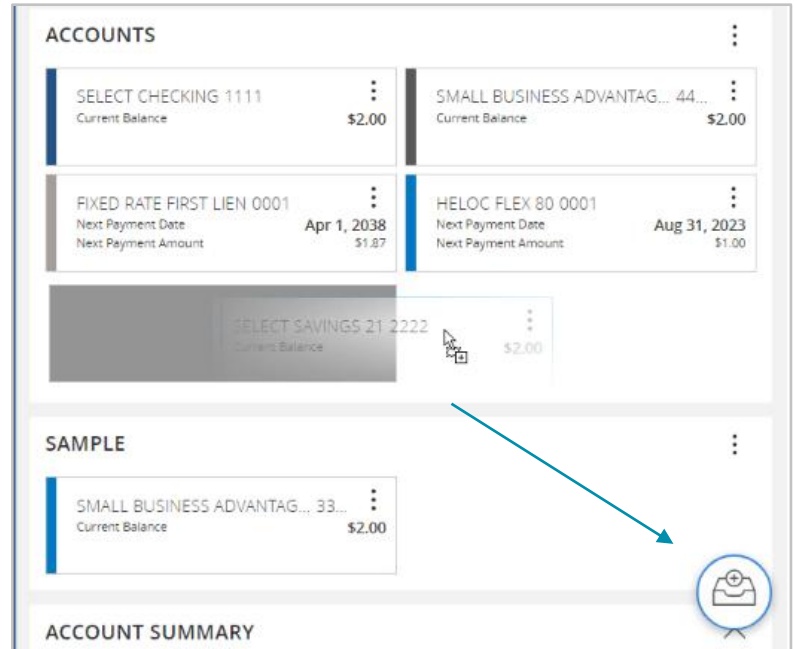 ACCOUNTS
SELECT CHECKING 1111
Current Balance $2.00
SMALL BUSINESS ADVANTAG... 44...
Current Balance $2.00
FIXED RATE FIRST LIEN 0001
Next Payment Date Apr 1, 2038
Next Payment Amount $1.87
HELOC FLEX 80 0001
Next Payment Date Aug 31, 2023
Next Payment Amount $1.00
SELECT SAVINGS 21 2222
Current Balance $2.00
SAMPLE
SMALL BUSINESS ADVANTAG... 33...
Current Balance $2.00
ACCOUNT SUMMARY